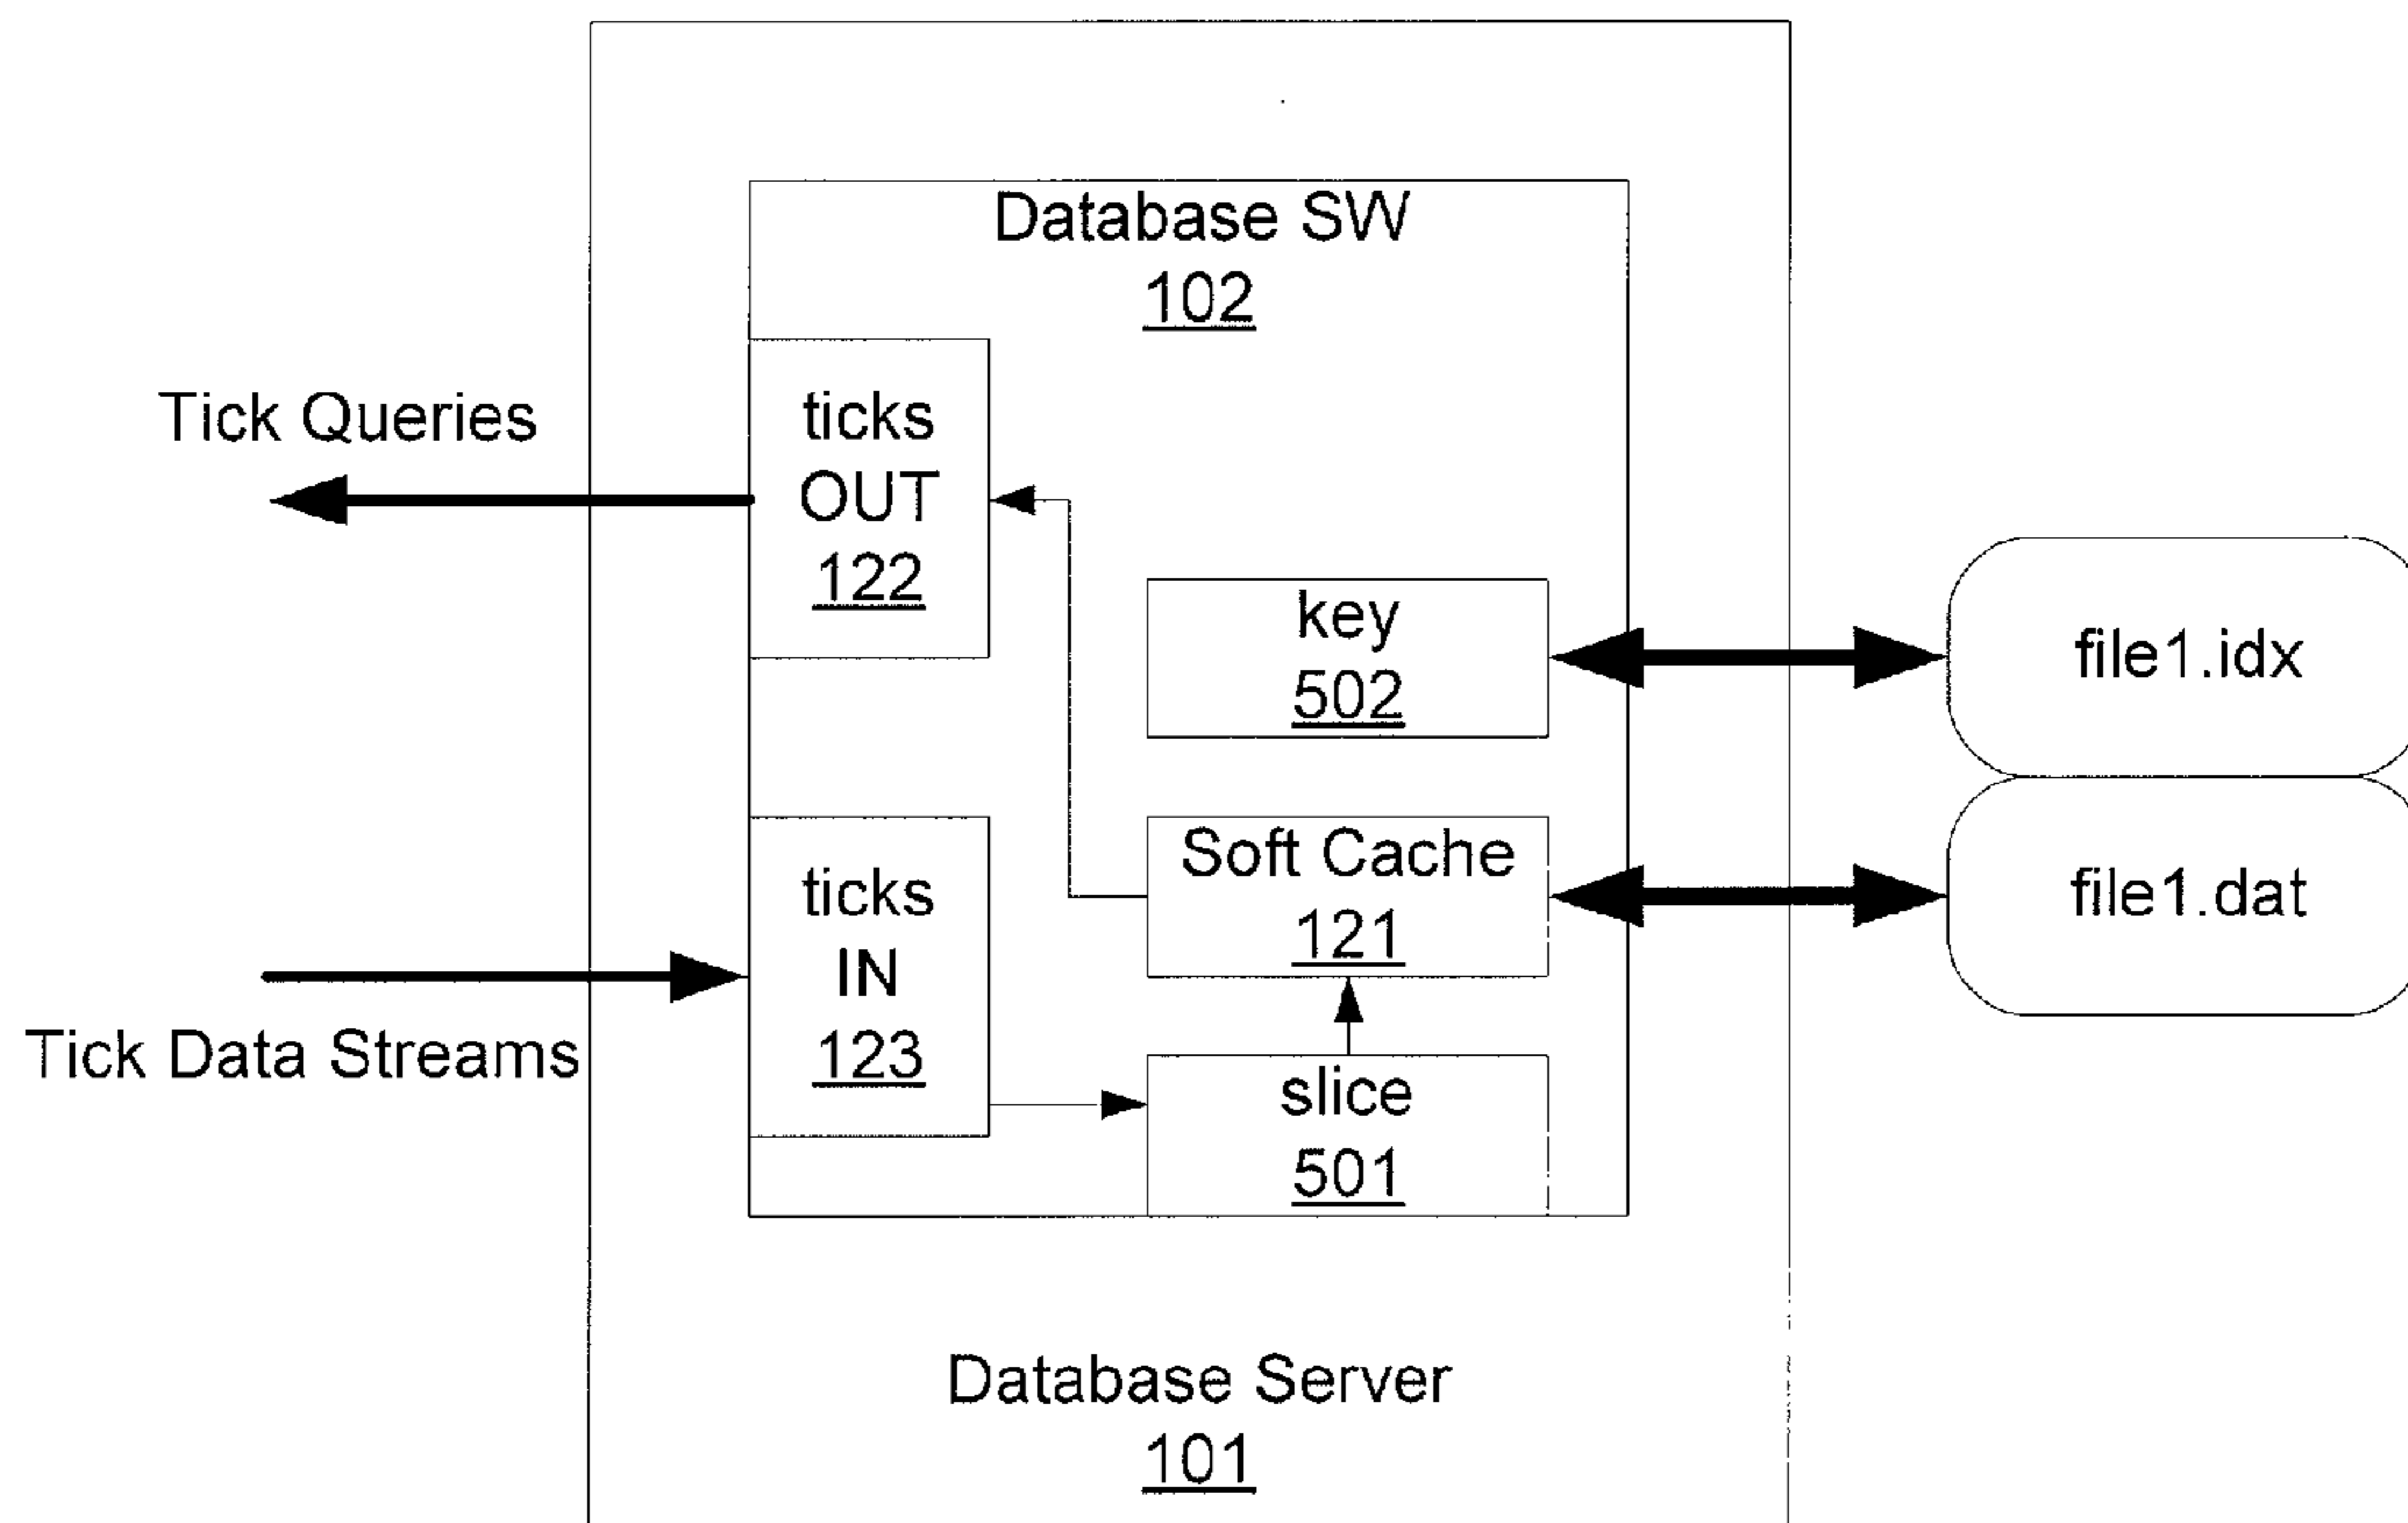 Database SW
102
Tick Queries
ticks
OUT
122
key
502
file1.idx
ticks
IN
123
Soft Cache
121
file1.dat
Tick Data Streams
slice
501
Database Server
101